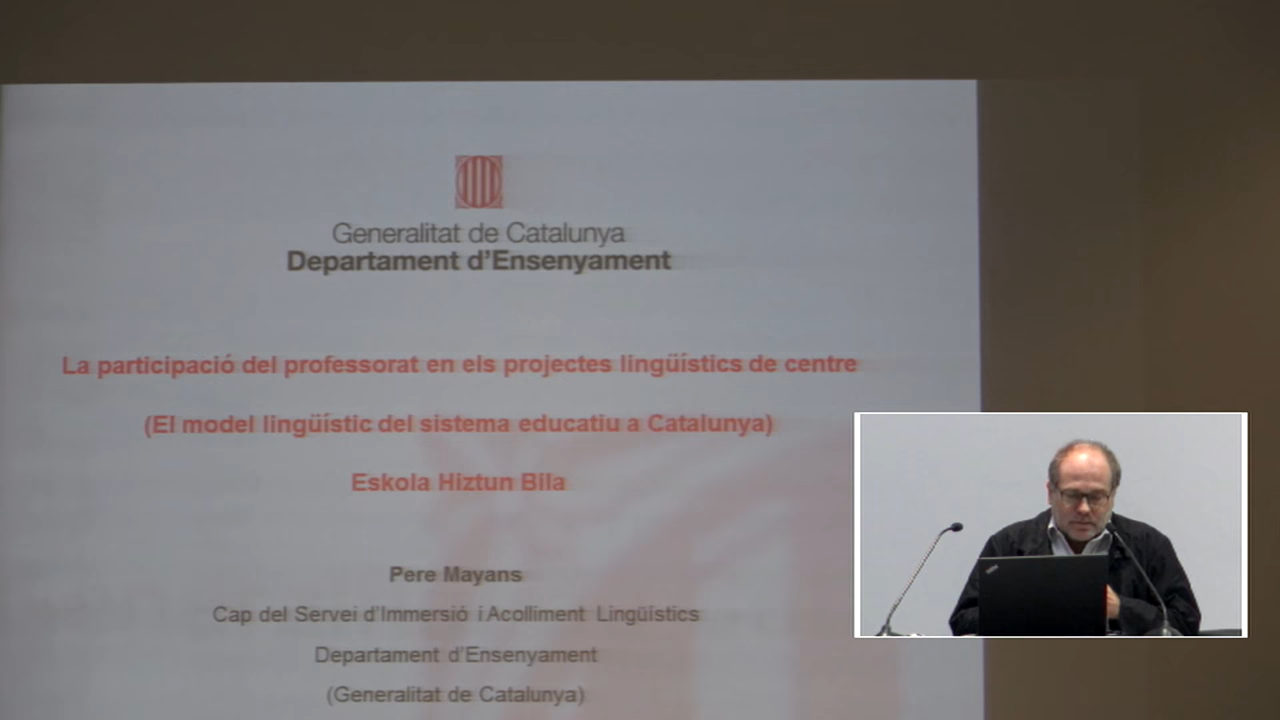 Generalitat de Catalunya
Departament d'Ensenyament
La participació del professorat en els projectes lingüístics de centre
(El model lingüístic del sistema educatiu a Catalunya)
Eskola Hiztun Bila
Pere Mayans
Cap del Servei d'Immersió i Acolliment Lingüístics
Departament d'Ensenyament
(Generalitat de Catalunya)